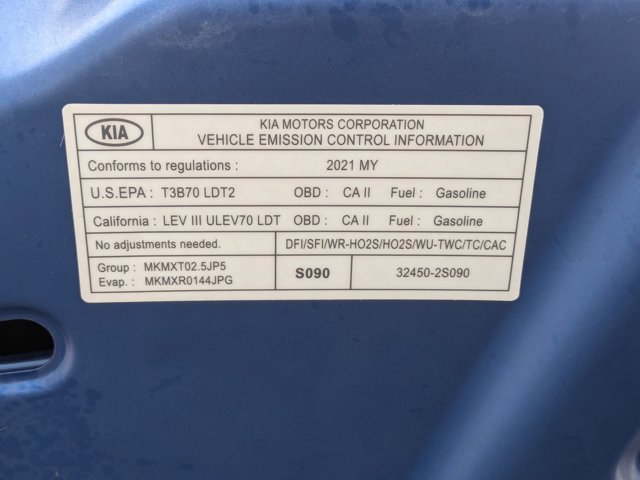 KIA
KIA MOTORS CORPORATION
VEHICLE EMISSION CONTROL INFORMATION
Conforms to regulations : 2021 MY
U.S.EPA : T3B70 LDT2 OBD : CA II Fuel : Gasoline
California : LEV III ULEV70 LDT OBD : CA II Fuel : Gasoline
No adjustments needed. DFI/SFI/WR-HO2S/HO2S/WU-TWC/TC/CAC
Group : MKMXT02.5JP5
Evap. : MKMXR0144JPG
S090 32450-2S090